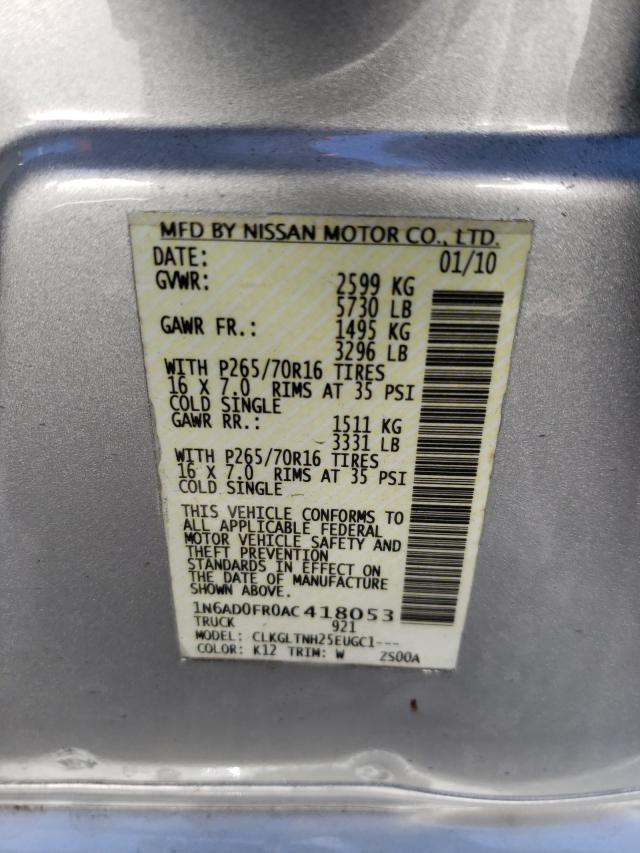 MFD BY NISSAN MOTOR CO., LTD.
DATE: 01/10
GVWR: 2599 KG
5730 LB
GAWR FR.: 1495 KG
3296 LB
WITH P265/70R16 TIRES
16 X 7.0 RIMS AT 35 PSI
COLD SINGLE
GAWR RR.: 1511 KG
3331 LB
WITH P265/70R16 TIRES
16 X 7.0 RIMS AT 35 PSI
COLD SINGLE
THIS VEHICLE CONFORMS TO
ALL APPLICABLE FEDERAL
MOTOR VEHICLE SAFETY AND
THEFT PREVENTION
STANDARDS IN EFFECT ON
THE DATE OF MANUFACTURE
SHOWN ABOVE.
1N6AD0FR0AC418053
TRUCK 921
MODEL: CLKGLTNH25EUGC1---
COLOR: K12 TRIM: W ZS00A